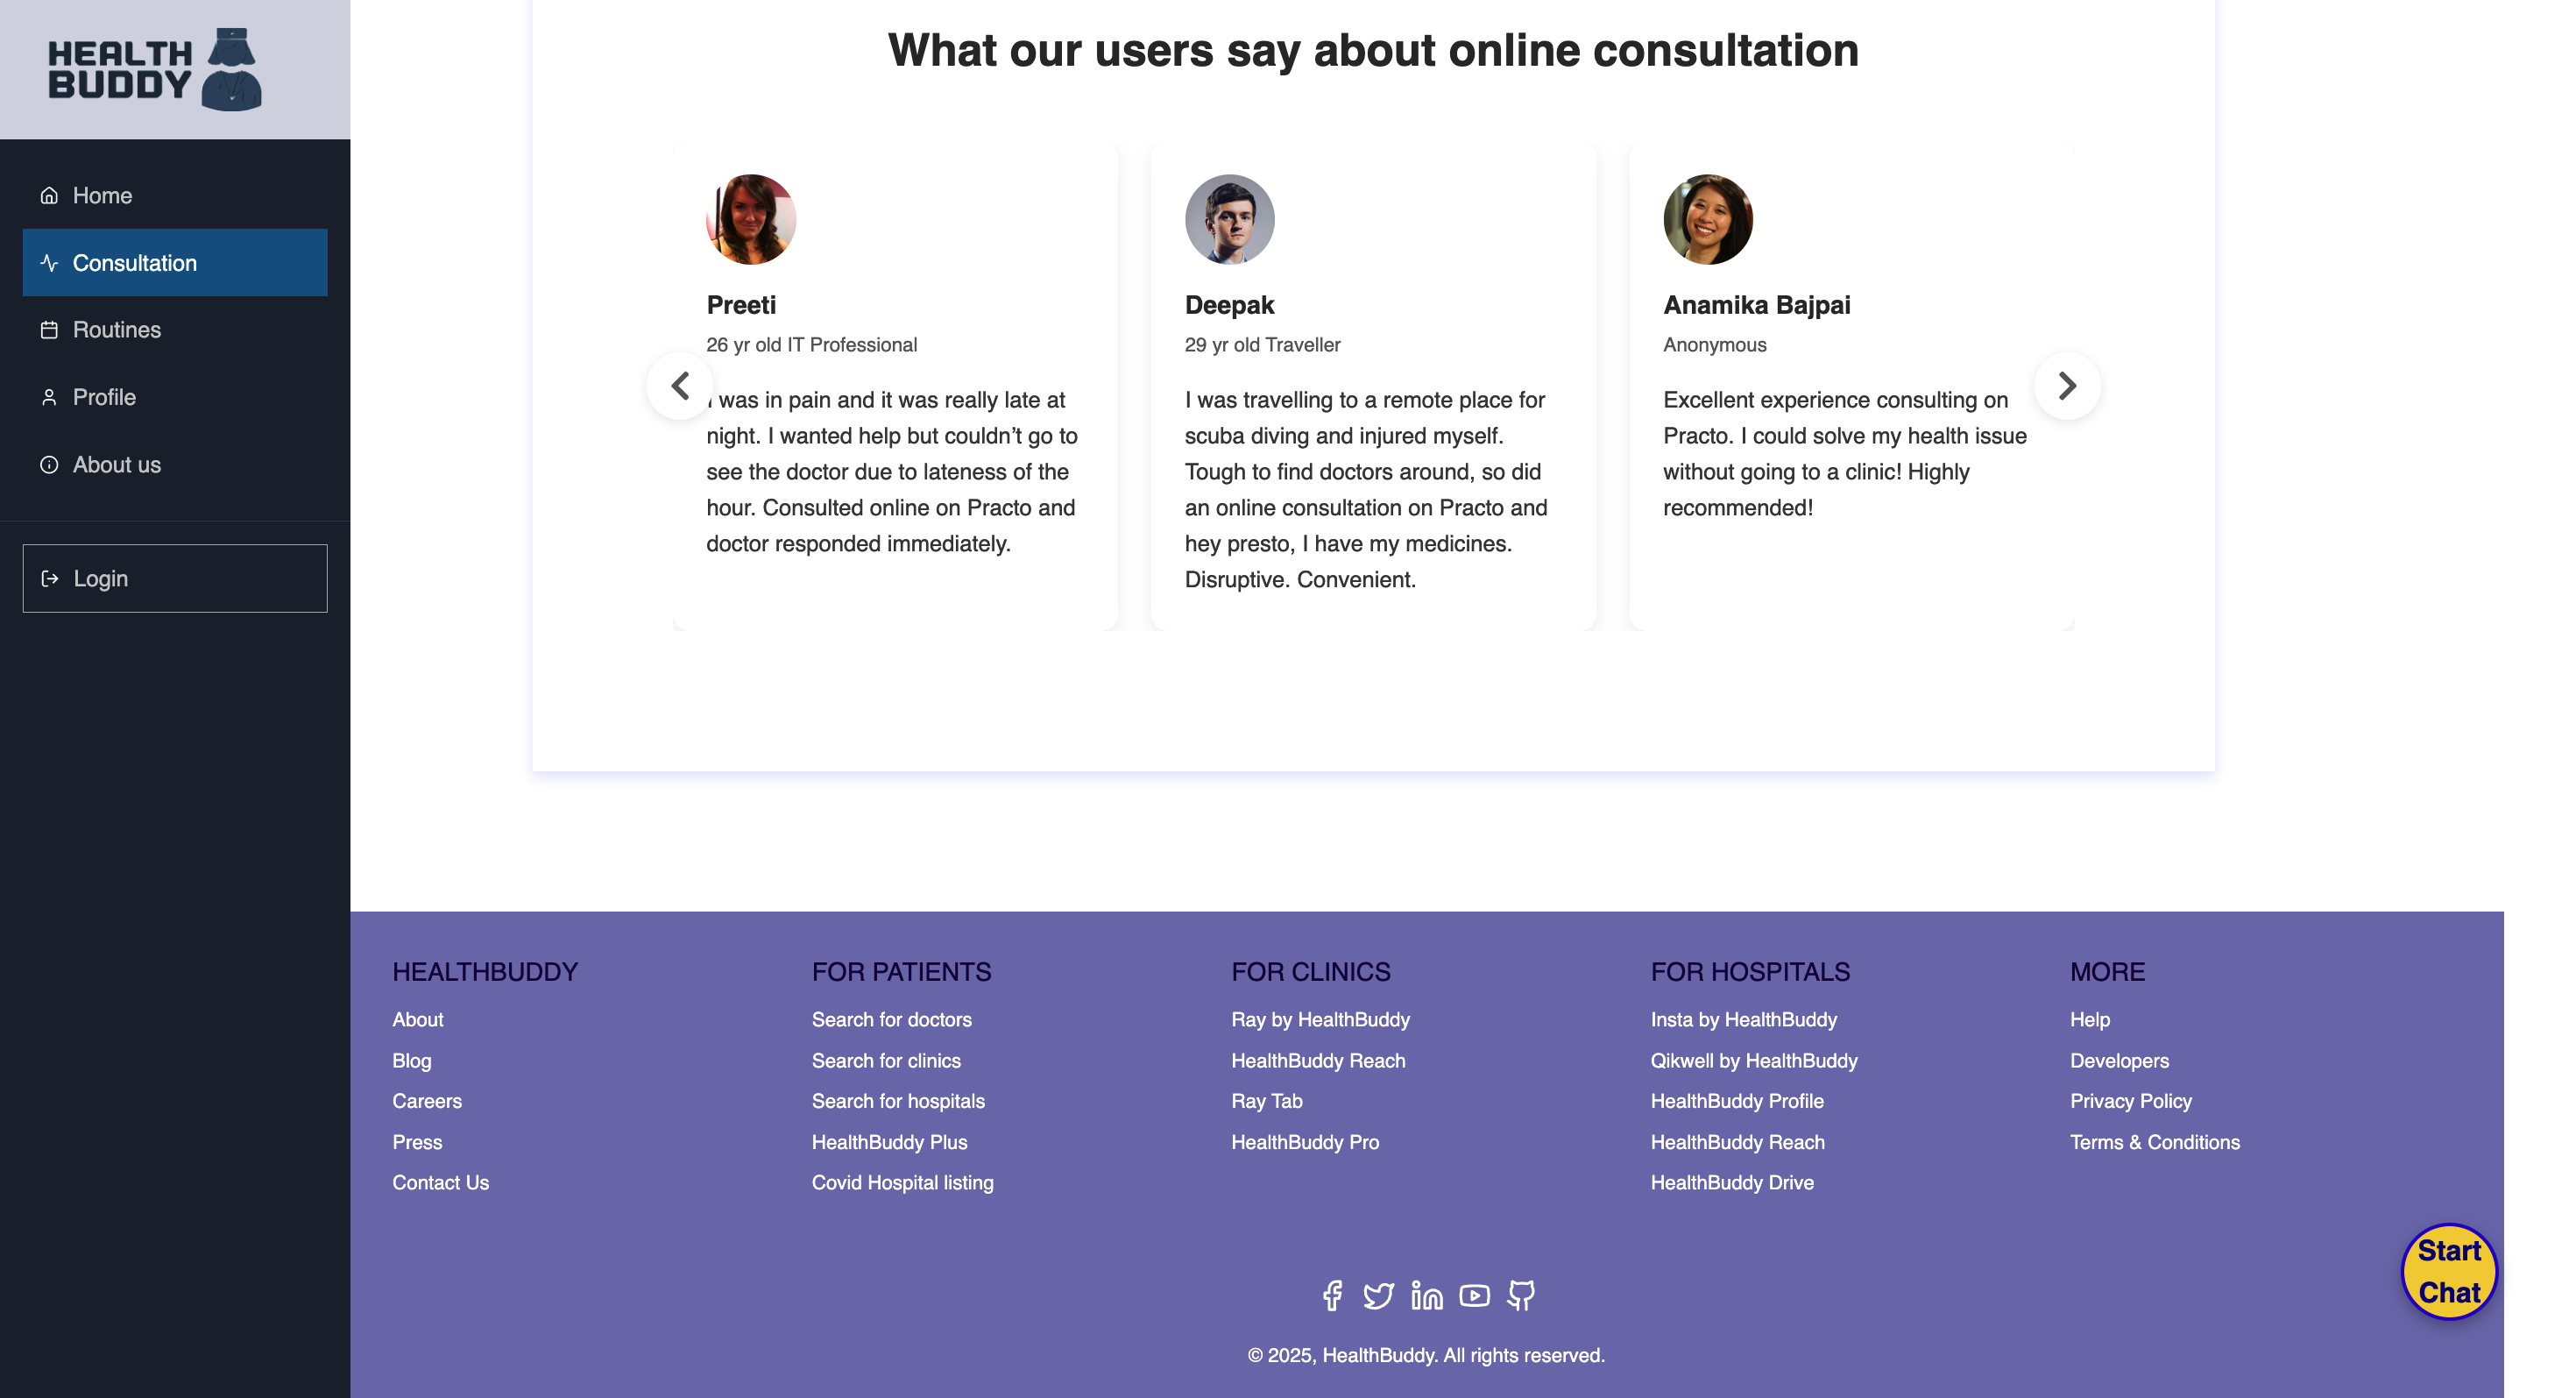 HEALTH
BUDDY
Home
Consultation
Routines
Profile
About us
Login
What our users say about online consultation
Preeti
26 yr old IT Professional
I was in pain and it was really late at
night. I wanted help but couldn’t go to
see the doctor due to lateness of the
hour. Consulted online on Practo and
doctor responded immediately.
Deepak
29 yr old Traveller
I was travelling to a remote place for
scuba diving and injured myself.
Tough to find doctors around, so did
an online consultation on Practo and
hey presto, I have my medicines.
Disruptive. Convenient.
Anamika Bajpai
Anonymous
Excellent experience consulting on
Practo. I could solve my health issue
without going to a clinic! Highly
recommended!
HEALTHBUDDY
About
Blog
Careers
Press
Contact Us
FOR PATIENTS
Search for doctors
Search for clinics
Search for hospitals
HealthBuddy Plus
Covid Hospital listing
FOR CLINICS
Ray by HealthBuddy
HealthBuddy Reach
Ray Tab
HealthBuddy Pro
FOR HOSPITALS
Insta by HealthBuddy
Qikwell by HealthBuddy
HealthBuddy Profile
HealthBuddy Reach
HealthBuddy Drive
MORE
Help
Developers
Privacy Policy
Terms & Conditions
Start
Chat
© 2025, HealthBuddy. All rights reserved.